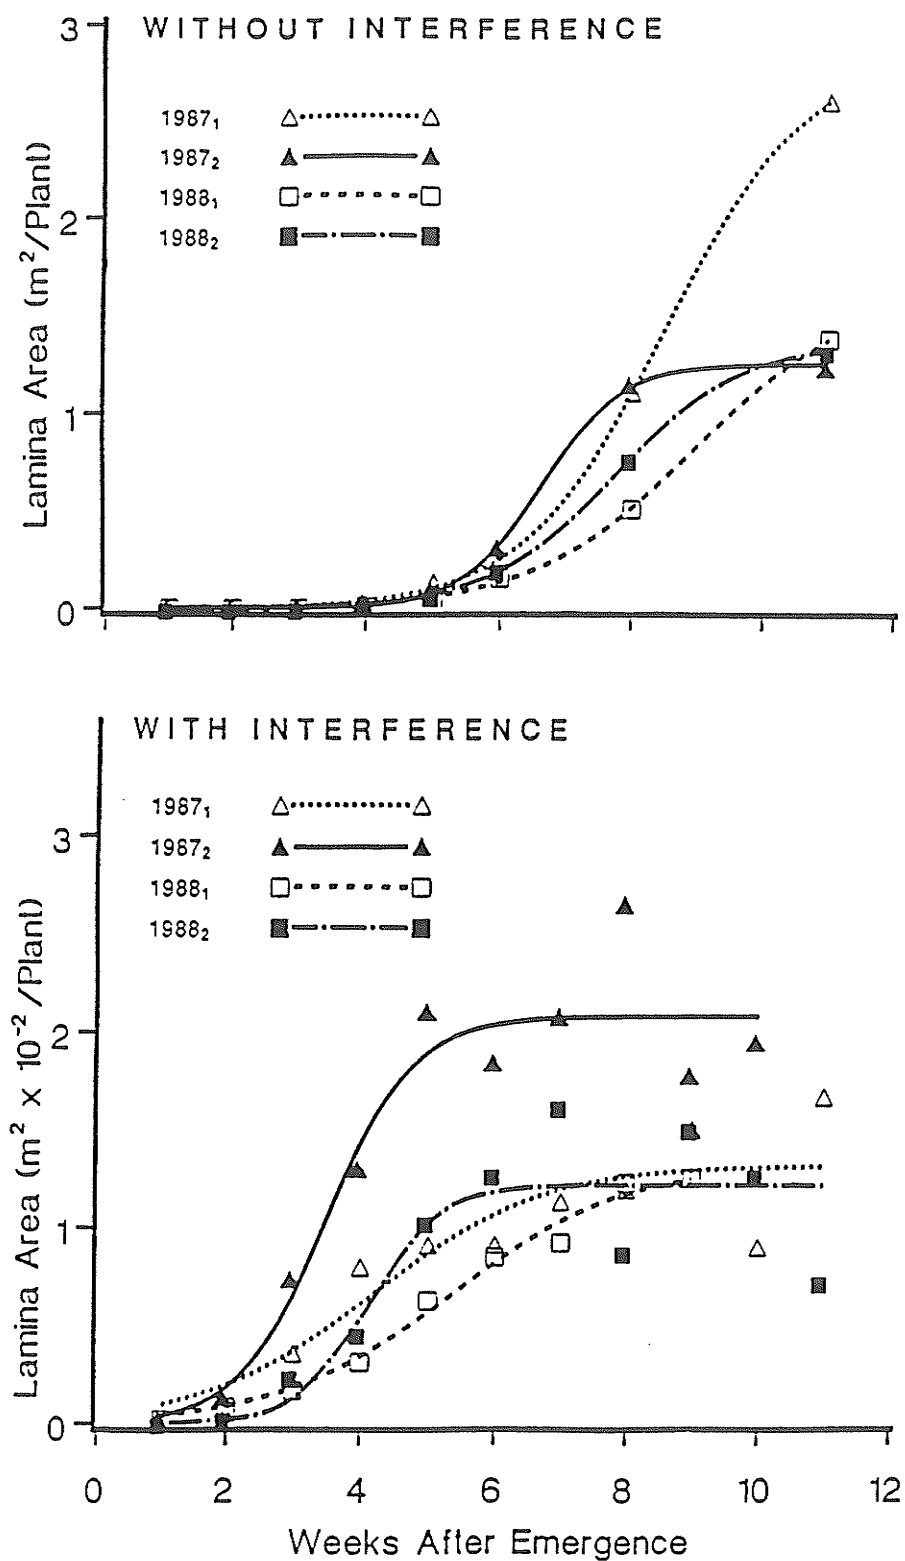 WITHOUT INTERFERENCE
1987₁
1987₂
1988₁
1988₂
Lamina Area (m²/Plant)
3
2
1
0
WITH INTERFERENCE
1987₁
1987₂
1988₁
1988₂
Lamina Area (m² x 10⁻²/Plant)
3
2
1
0
0 2 4 6 8 10 12
Weeks After Emergence